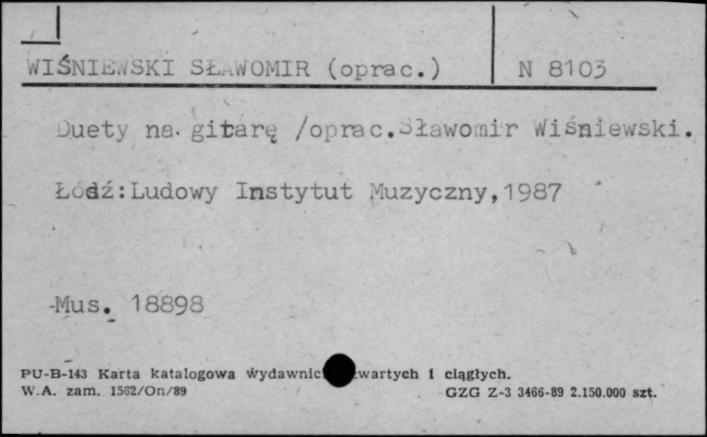 WIŚNIEWSKI SŁAWOMIR (oprac.) N 8103
Duety na gitarę /oprac.Sławomir Wiśniewski.
Łódź:Ludowy Instytut Muzyczny,1987
Mus. 18898
PU-B-143 Karta katalogowa wydawnic wartych i ciągłych.
W.A. zam. 1562/On/89 GZG Z-3 3466-89 2.150.000 szt.